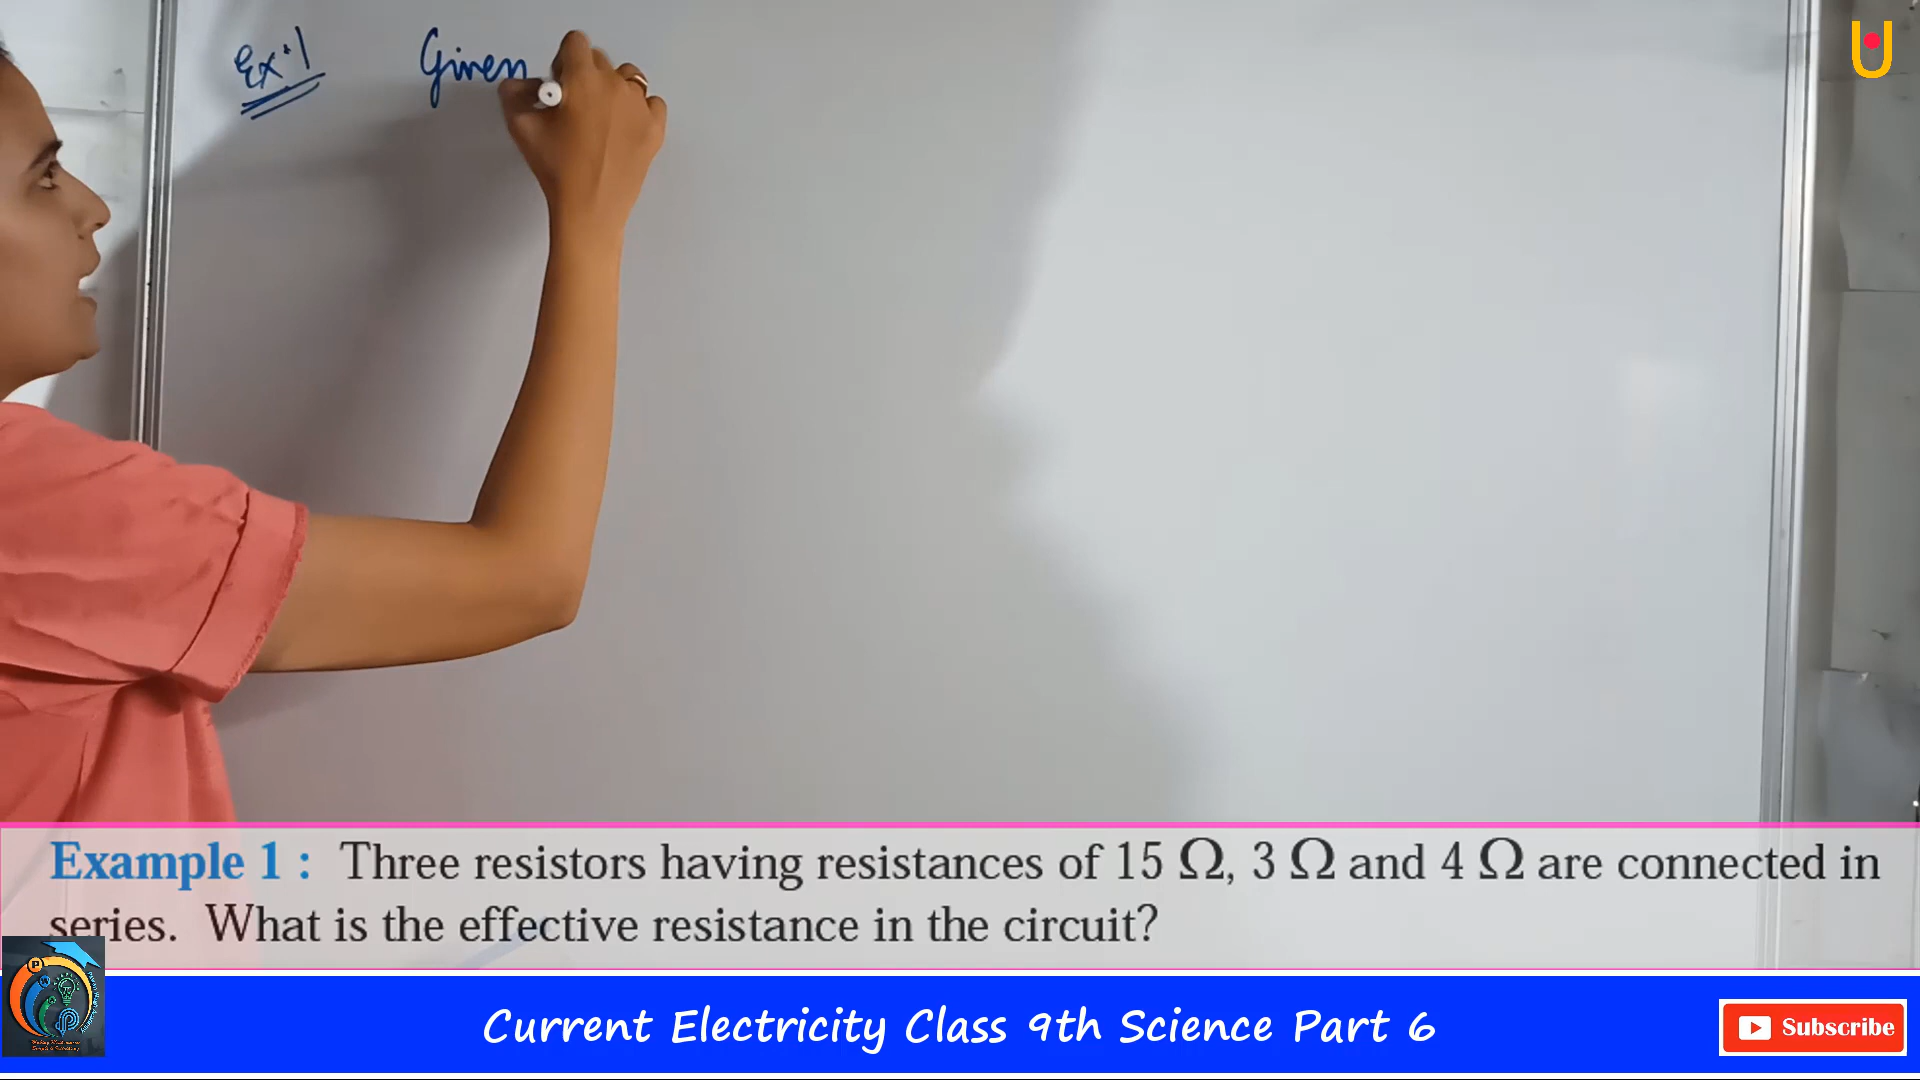 Ex.1 Given
Example 1 : Three resistors having resistances of 15 Ω, 3 Ω and 4 Ω are connected in
series. What is the effective resistance in the circuit?
Current Electricity Class 9th Science Part 6
Subscribe